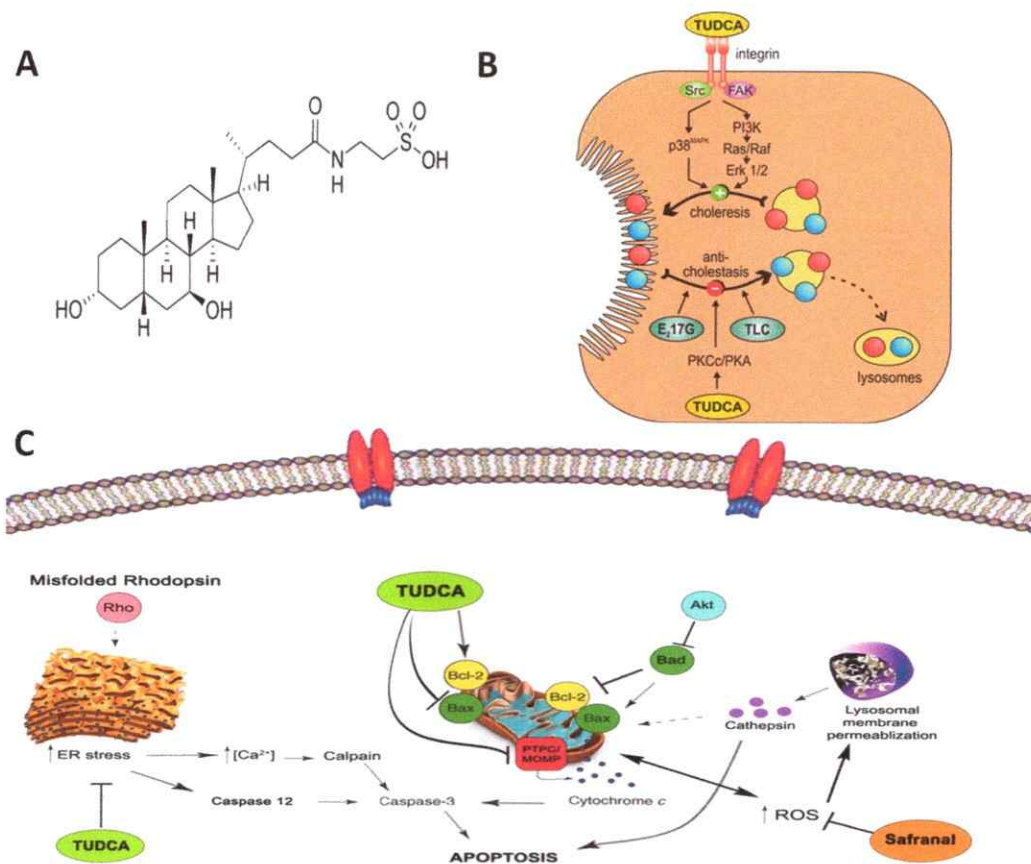 A
O
O
O
S
OH
N
H
H
H
H
H
HO
H
OH
B
TUDCA
integrin
Src
FAK
p38MAPK
PI3K
Ras/Raf
Erk 1/2
+
choleresis
anti-
cholestasis
-
E217G
TLC
PKCc/PKA
TUDCA
lysosomes
C
Misfolded Rhodopsin
Rho
↑ER stress
↑[Ca2+]
Calpain
Caspase 12
Caspase-3
APOPTOSIS
TUDCA
TUDCA
Bcl-2
Bax
Bcl-2
Bax
PTPC/
MOMP
Cytochrome c
Akt
Bad
Cathepsin
Lysosomal
membrane
permeablization
↑ROS
Safranal